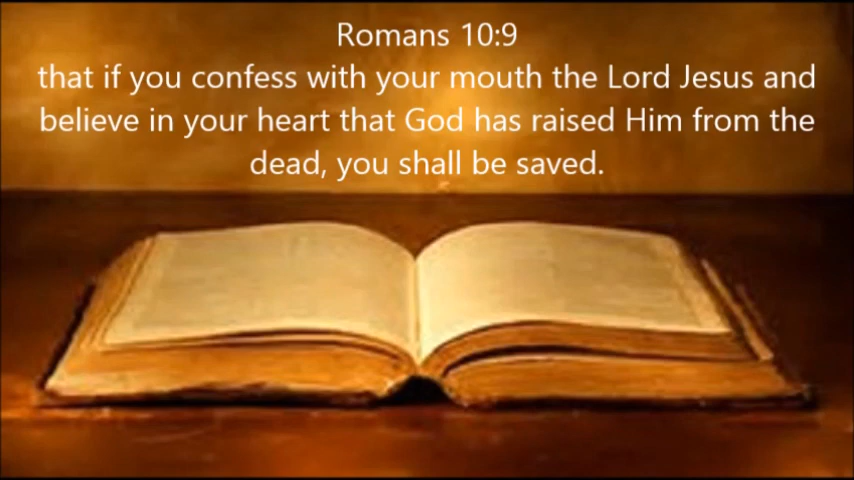 Romans 10:9
that if you confess with your mouth the Lord Jesus and
believe in your heart that God has raised Him from the
dead, you shall be saved.